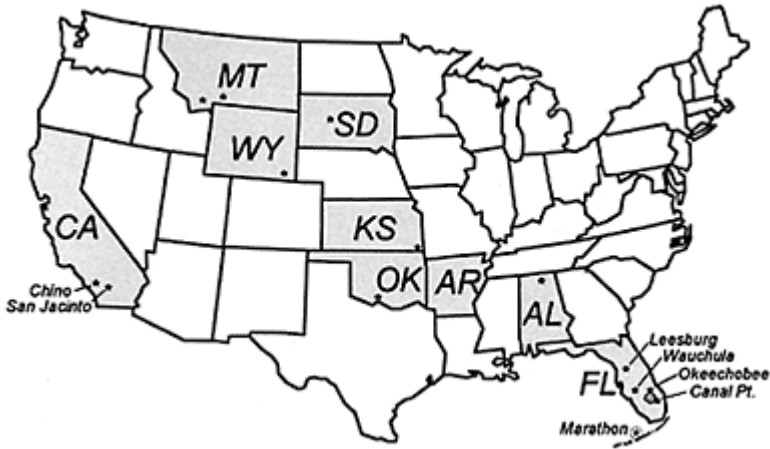 MT
SD
WY
CA
KS
OK
AR
AL
Chino
San Jacinto
Leesburg
Wauchula
Okeechobee
FL
Canal Pt.
Marathon